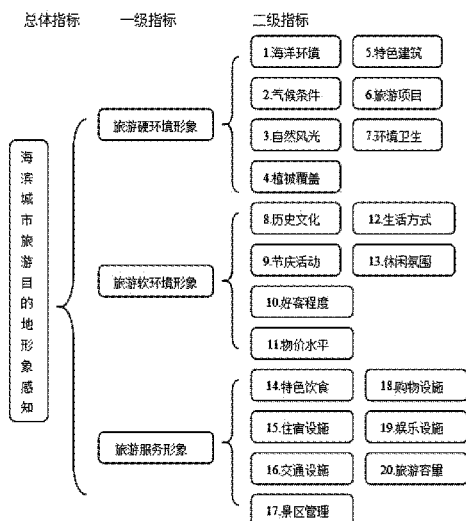 总体指标 一级指标 二级指标
海滨城市旅游目的地形象感知
旅游硬环境形象
1.海洋环境 5.特色建筑
2.气候条件 6.旅游项目
3.自然风光 7.环境卫生
4.植被覆盖
旅游软环境形象
8.历史文化 12.生活方式
9.节庆活动 13.休闲氛围
10.好客程度
11.物价水平
旅游服务形象
14.特色饮食 18.购物设施
15.住宿设施 19.娱乐设施
16.交通设施 20.旅游容量
17.景区管理